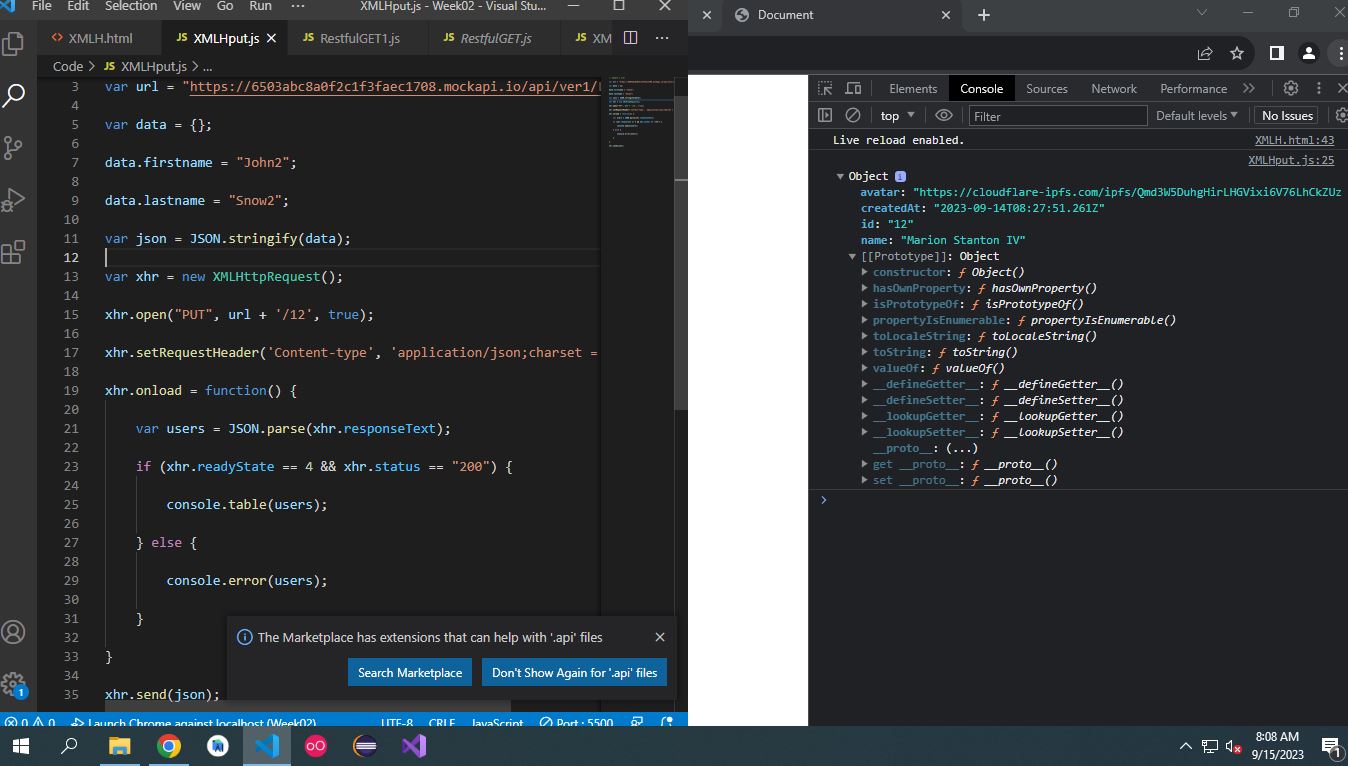 File Edit Selection View Go Run ··· XMLHput.js - Week02 - Visual Stu...
XMLH.html JS XMLHput.js JS RestfulGET1.js JS RestfulGET.js JS XM
Code > JS XMLHput.js > ...
3 var url = "https://6503abc8a0f2c1f3faec1708.mockapi.io/api/ver1/
4
5 var data = {};
6
7 data.firstname = "John2";
8
9 data.lastname = "Snow2";
10
11 var json = JSON.stringify(data);
12
13 var xhr = new XMLHttpRequest();
14
15 xhr.open("PUT", url + '/12', true);
16
17 xhr.setRequestHeader('Content-type', 'application/json;charset =
18
19 xhr.onload = function() {
20
21 var users = JSON.parse(xhr.responseText);
22
23 if (xhr.readyState == 4 && xhr.status == "200") {
24
25 console.table(users);
26
27 } else {
28
29 console.error(users);
30
31 }
32
33 }
34
35 xhr.send(json);
The Marketplace has extensions that can help with '.api' files
Search Marketplace Don't Show Again for '.api' files
0 0 Launch Chrome against localhost (Week02) UTF-8 CRLF JavaScript Port : 5500
1
Document
Elements Console Sources Network Performance
top Filter Default levels No Issues
Live reload enabled. XMLH.html:43
XMLHput.js:25
Object i
avatar: "https://cloudflare-ipfs.com/ipfs/Qmd3W5DuhgHirLHGVixi6V76LhCkZUz
createdAt: "2023-09-14T08:27:51.261Z"
id: "12"
name: "Marion Stanton IV"
[[Prototype]]: Object
constructor: ƒ Object()
hasOwnProperty: ƒ hasOwnProperty()
isPrototypeOf: ƒ isPrototypeOf()
propertyIsEnumerable: ƒ propertyIsEnumerable()
toLocaleString: ƒ toLocaleString()
toString: ƒ toString()
valueOf: ƒ valueOf()
__defineGetter__: ƒ __defineGetter__()
__defineSetter__: ƒ __defineSetter__()
__lookupGetter__: ƒ __lookupGetter__()
__lookupSetter__: ƒ __lookupSetter__()
__proto__: (...)
get __proto__: ƒ __proto__()
set __proto__: ƒ __proto__()
8:08 AM
9/15/2023
1